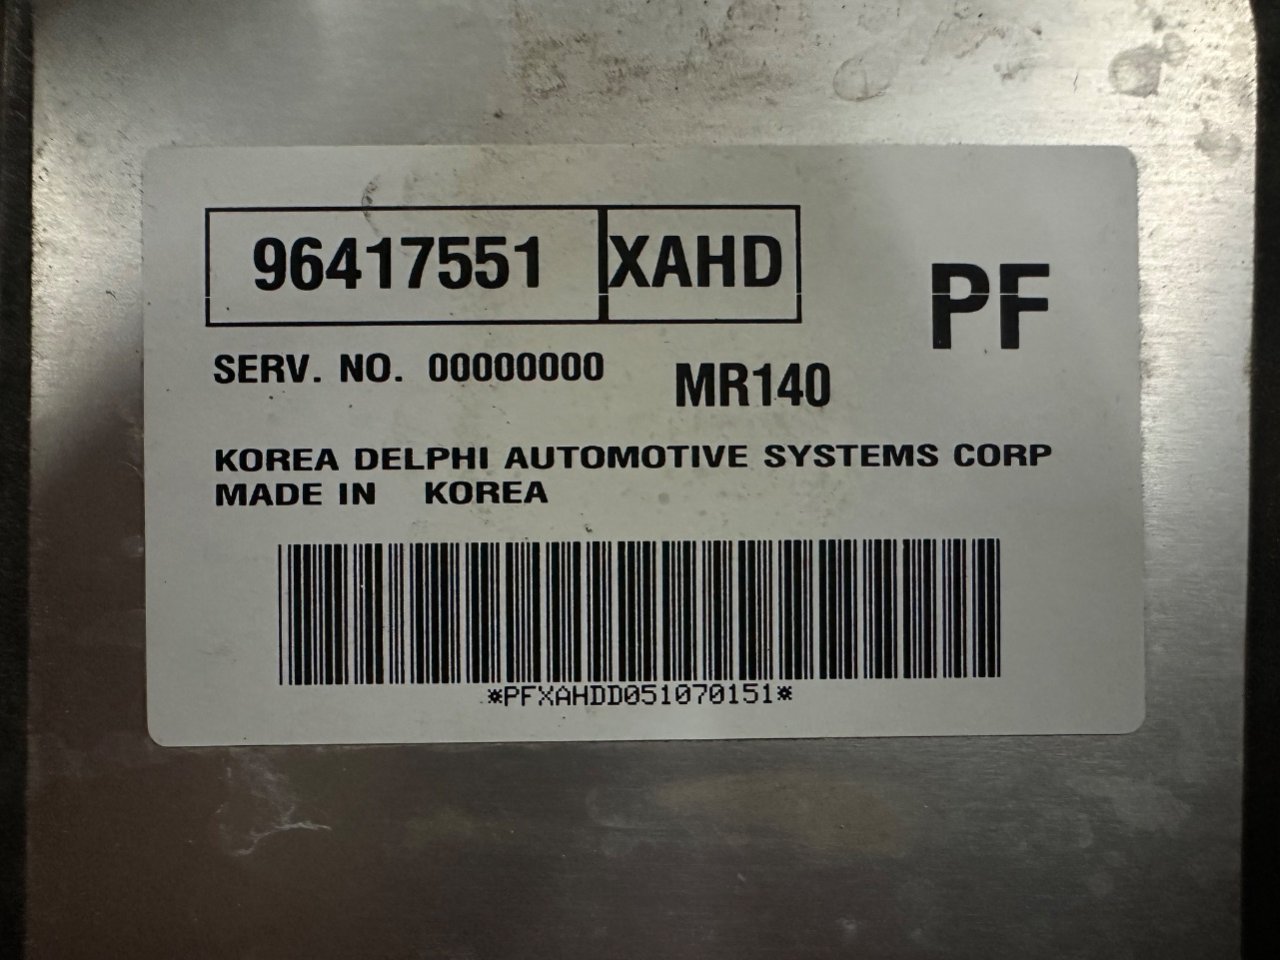 96417551 XAHD
PF
SERV. NO. 00000000
MR140
KOREA DELPHI AUTOMOTIVE SYSTEMS CORP
MADE IN KOREA
*PFXAHDD051070151*